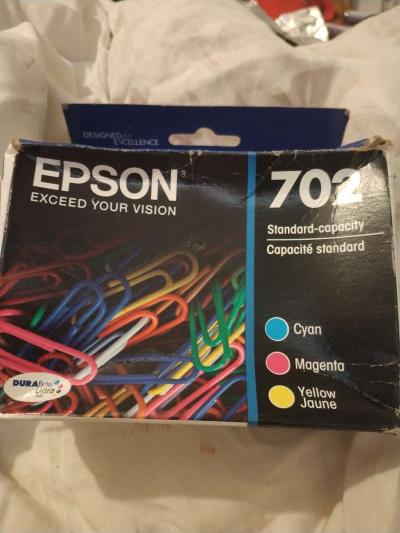 DESIGNED for
EXCELLENCE
EPSON
EXCEED YOUR VISION
702
Standard-capacity
Capacité standard
Cyan
Magenta
Yellow
Jaune
DURABrite
Ultra